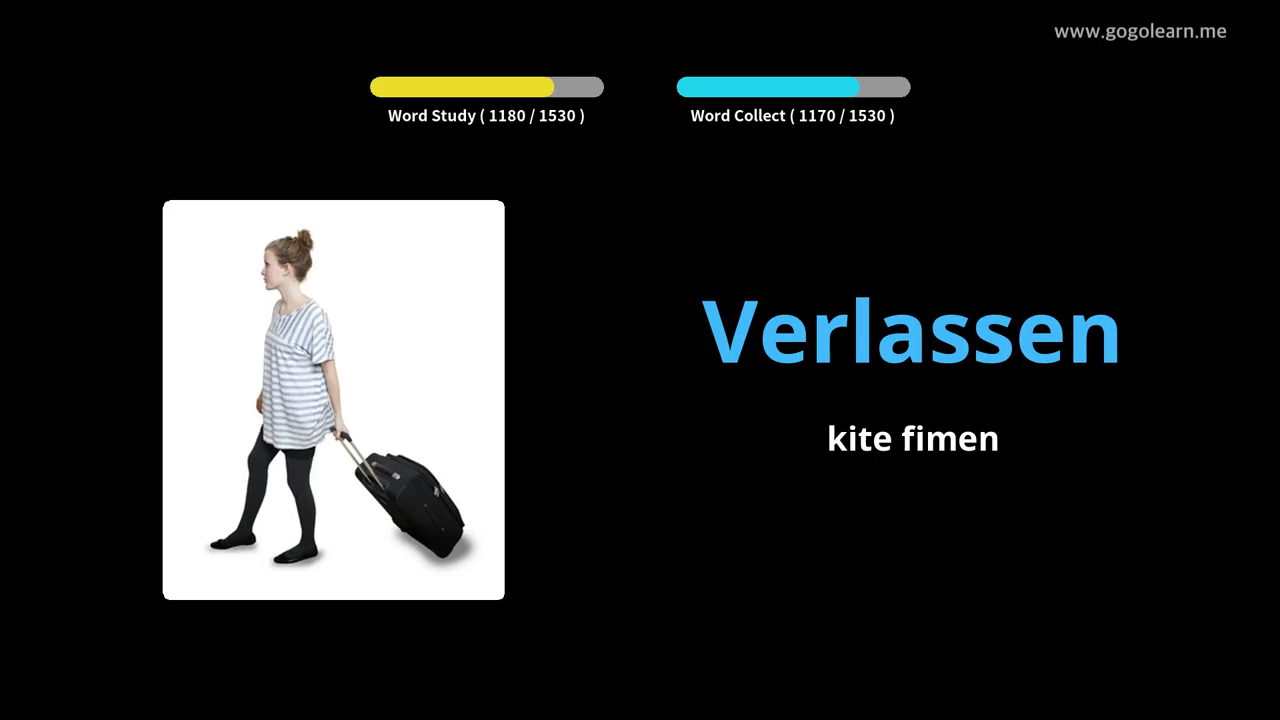 www.gogolearn.me
Word Study ( 1180 / 1530 )
Word Collect ( 1170 / 1530 )
Verlassen
kite fimen